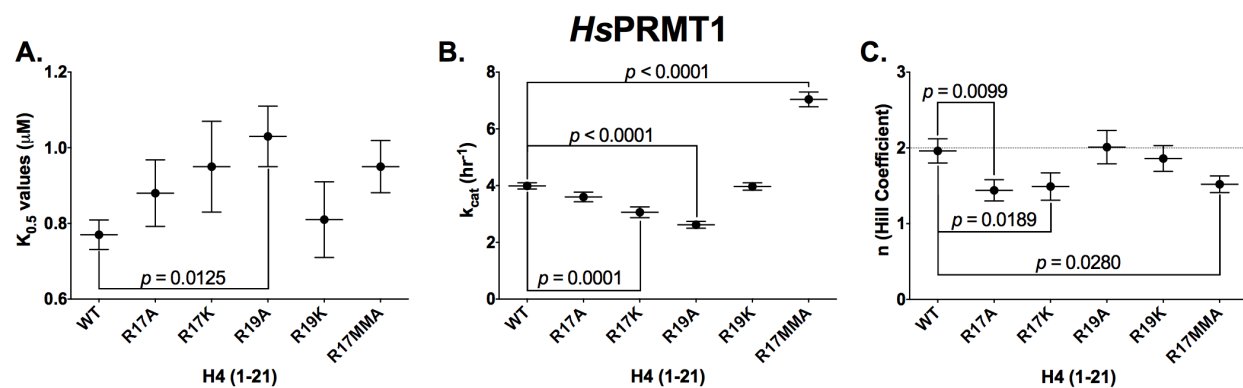 HsPRMT1
A.
K0.5 values (μM)
1.2
1.0
0.8
0.6
p = 0.0125
WT
R17A
R17K
R19A
R19K
R17MMA
H4 (1-21)
B.
kcat (hr-1)
8
6
4
2
0
p < 0.0001
p < 0.0001
p = 0.0001
WT
R17A
R17K
R19A
R19K
R17MMA
H4 (1-21)
C.
n (Hill Coefficient)
3
2
1
0
p = 0.0099
p = 0.0189
p = 0.0280
WT
R17A
R17K
R19A
R19K
R17MMA
H4 (1-21)